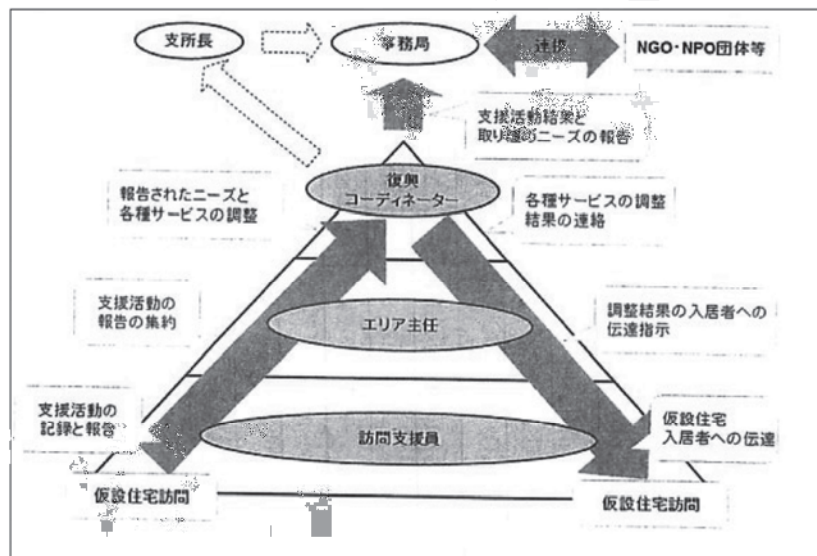 支所長
事務局
連携
NGO・NPO団体等
支援活動結果と
取り纏めニーズの報告
復興
コーディネーター
報告されたニーズと
各種サービスの調整
各種サービスの調整
結果の連絡
支援活動の
報告の集約
エリア主任
調整結果の入居者への
伝達指示
支援活動の
記録と報告
訪問支援員
仮設住宅
入居者への伝達
仮設住宅訪問
仮設住宅訪問